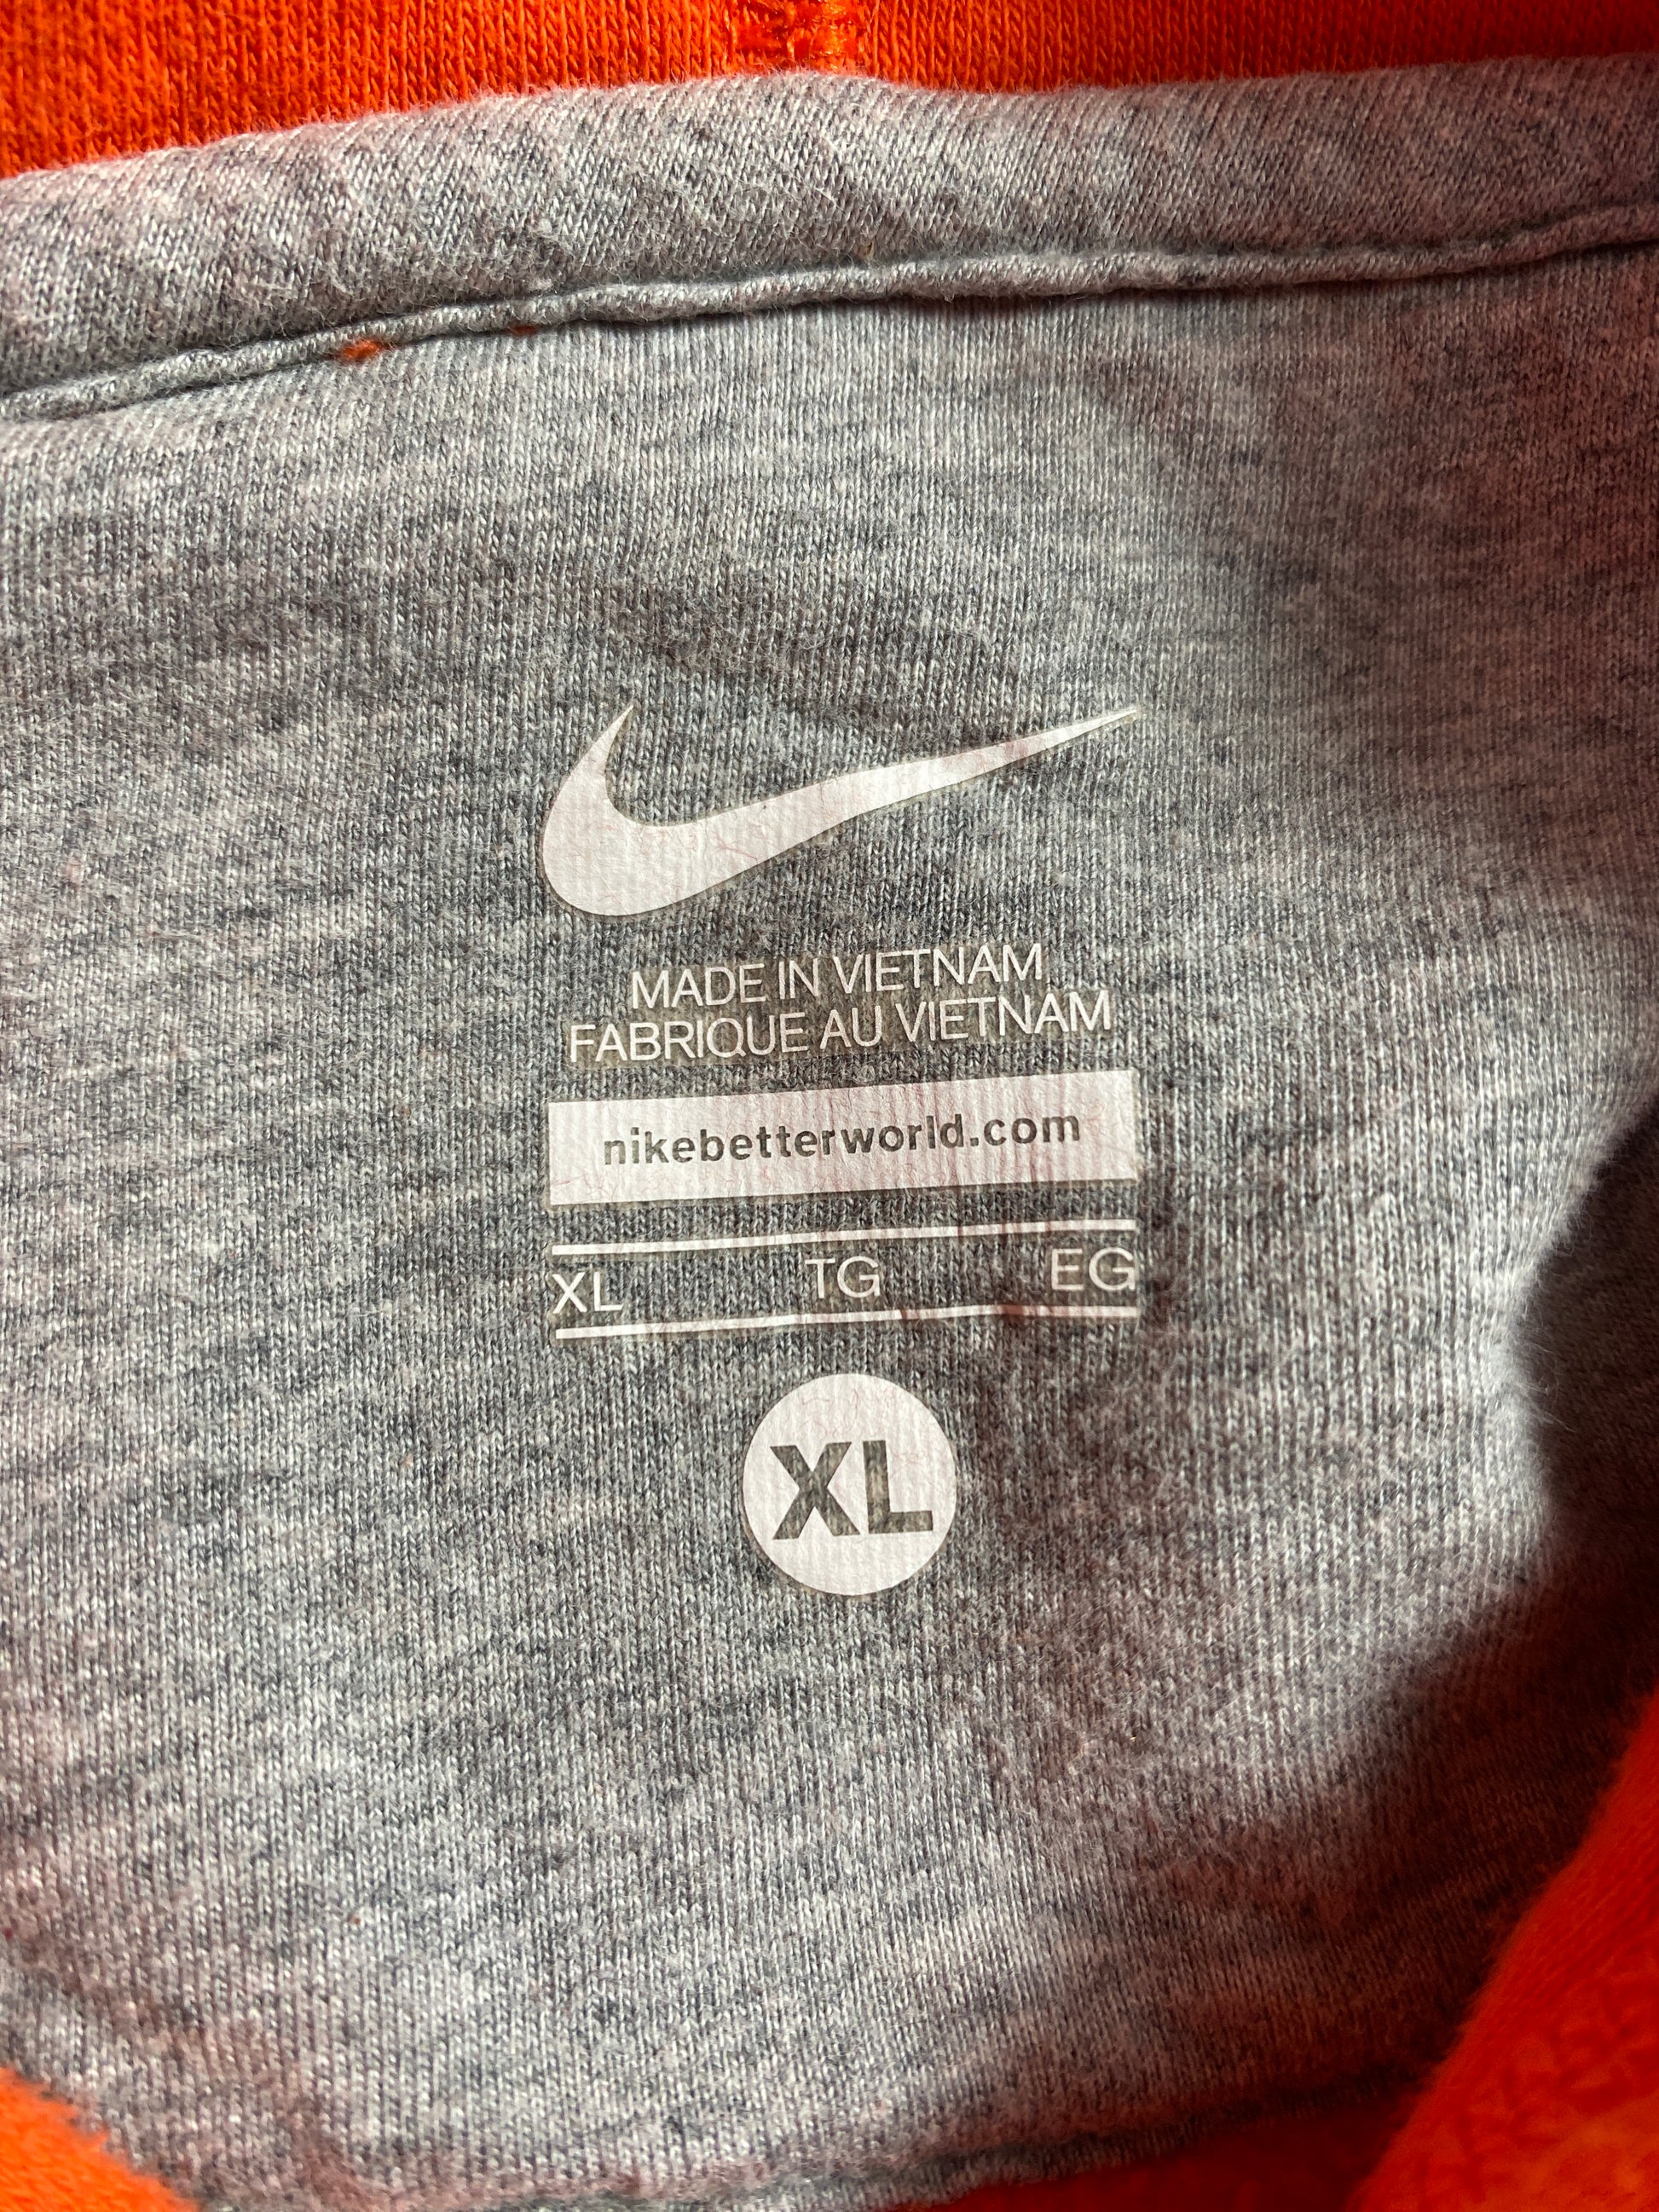 MADE IN VIETNAM
FABRIQUE AU VIETNAM
nikebetterworld.com
XL TG EG
XL